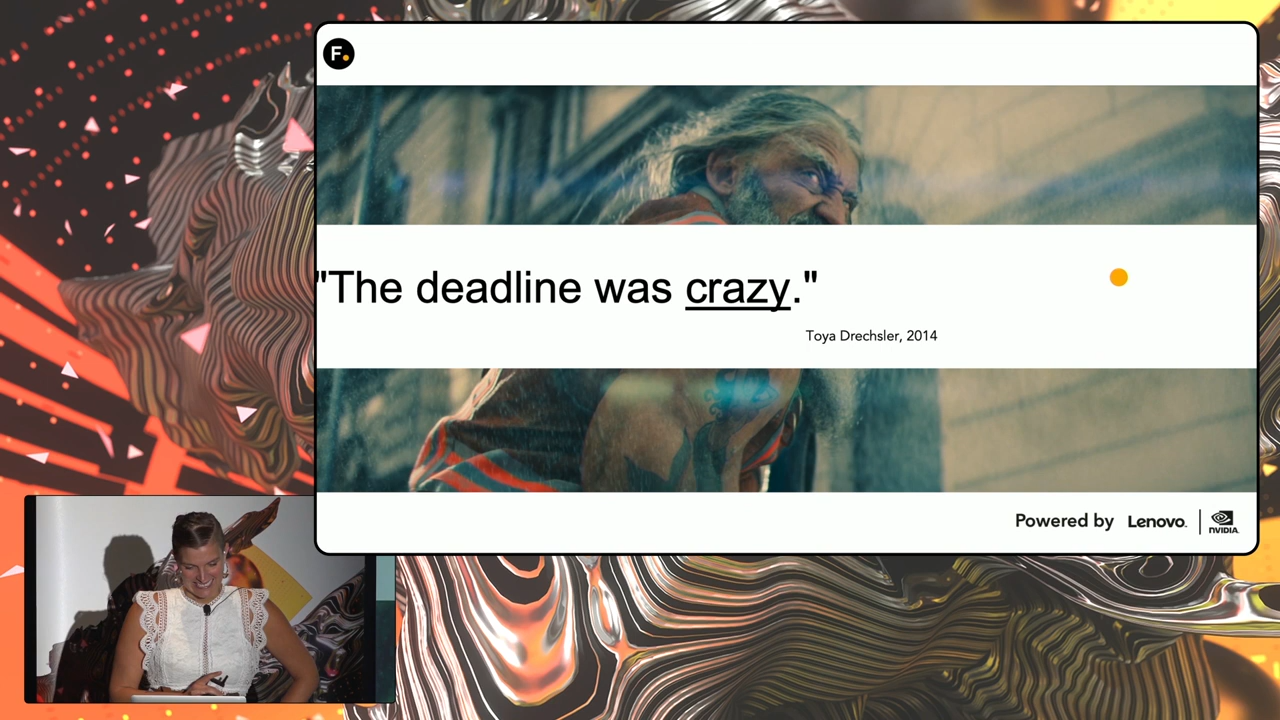 F.
"The deadline was crazy."
Toya Drechsler, 2014
Powered by Lenovo. NVIDIA.